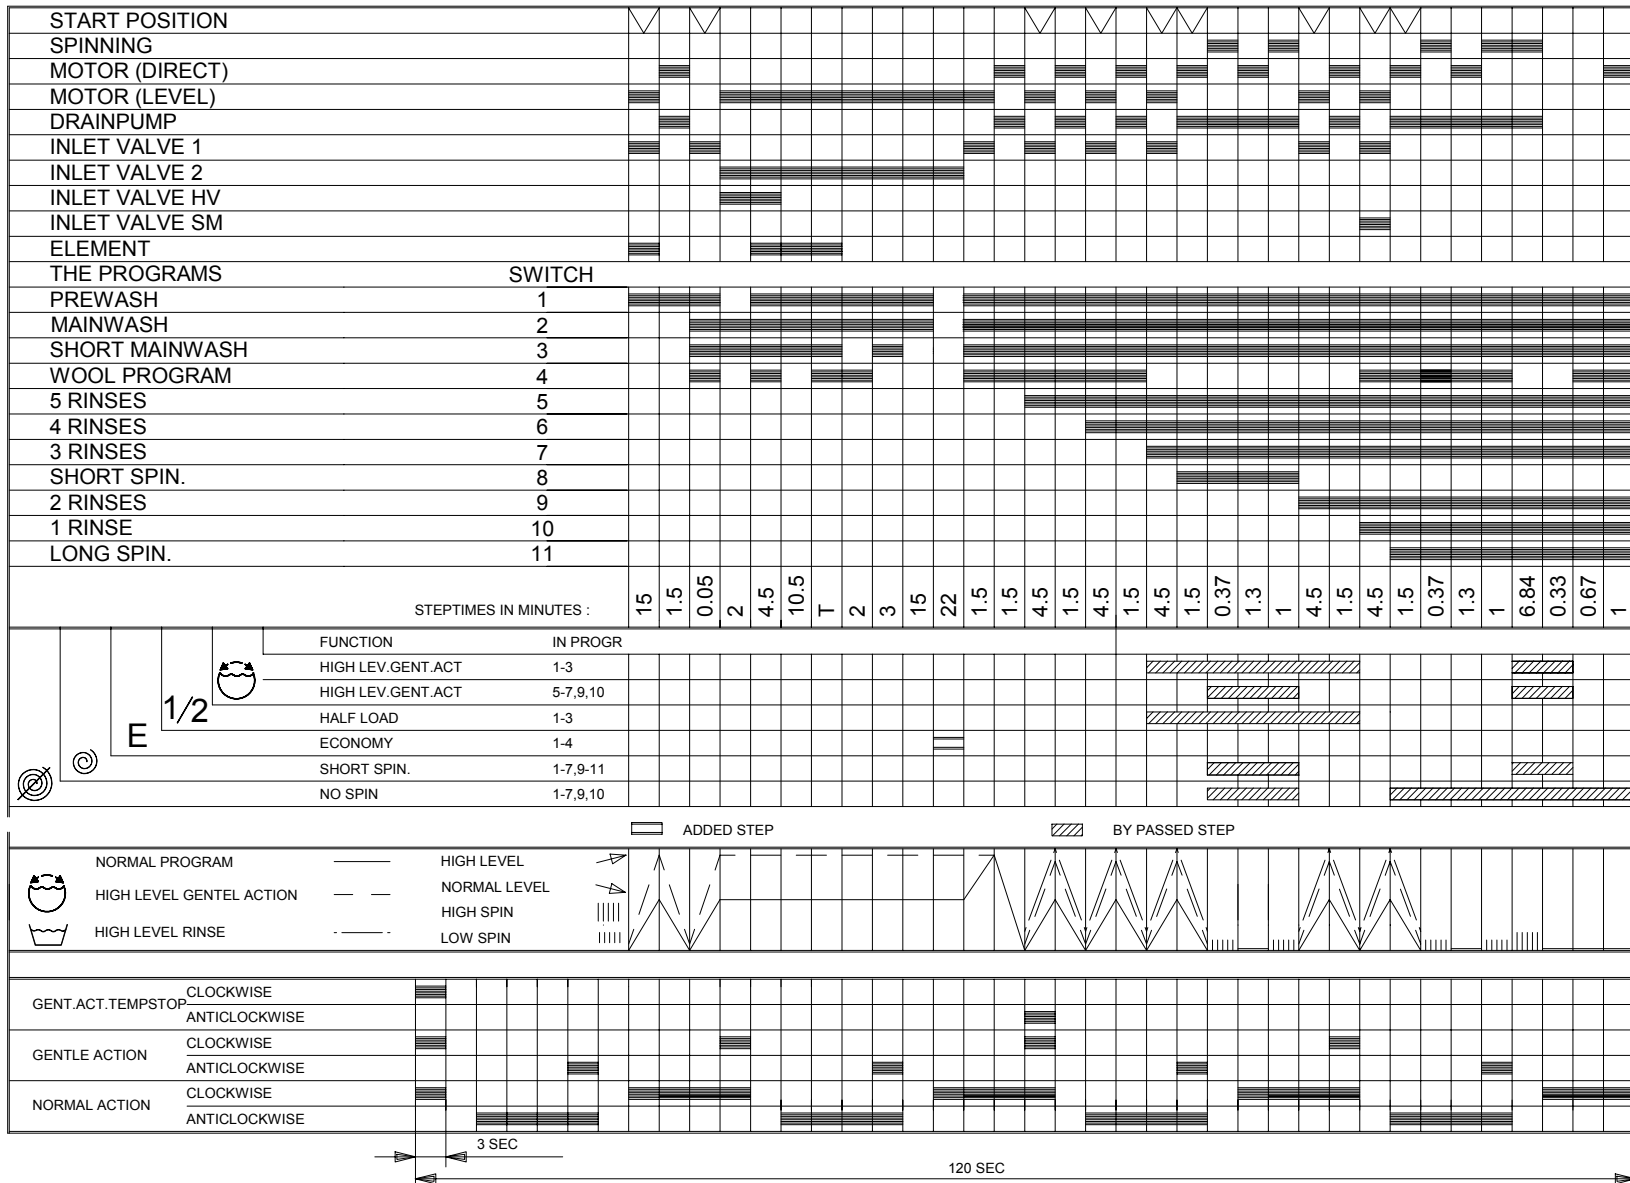 START POSITION
SPINNING
MOTOR (DIRECT)
MOTOR (LEVEL)
DRAINPUMP
INLET VALVE 1
INLET VALVE 2
INLET VALVE HV
INLET VALVE SM
ELEMENT
THE PROGRAMS SWITCH
PREWASH 1
MAINWASH 2
SHORT MAINWASH 3
WOOL PROGRAM 4
5 RINSES 5
4 RINSES 6
3 RINSES 7
SHORT SPIN. 8
2 RINSES 9
1 RINSE 10
LONG SPIN. 11
STEPTIMES IN MINUTES : 15 1.5 0.05 2 4.5 10.5 T 2 3 15 22 1.5 1.5 4.5 1.5 4.5 1.5 4.5 1.5 0.37 1.3 1 4.5 1.5 4.5 1.5 0.37 1.3 1 6.84 0.33 0.67 1
FUNCTION IN PROGR
HIGH LEV.GENT.ACT 1-3
HIGH LEV.GENT.ACT 5-7,9,10
1/2 HALF LOAD 1-3
E ECONOMY 1-4
SHORT SPIN. 1-7,9-11
NO SPIN 1-7,9,10
ADDED STEP BY PASSED STEP
NORMAL PROGRAM HIGH LEVEL
HIGH LEVEL GENTEL ACTION NORMAL LEVEL
HIGH SPIN
HIGH LEVEL RINSE LOW SPIN
GENT.ACT.TEMPSTOP CLOCKWISE
ANTICLOCKWISE
GENTLE ACTION CLOCKWISE
ANTICLOCKWISE
NORMAL ACTION CLOCKWISE
ANTICLOCKWISE
3 SEC
120 SEC